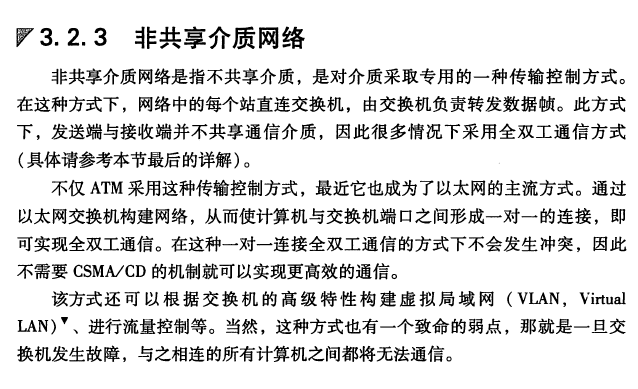 3.2.3 非共享介质网络
非共享介质网络是指不共享介质，是对介质采取专用的一种传输控制方式。
在这种方式下，网络中的每个站直连交换机，由交换机负责转发数据帧。此方式
下，发送端与接收端并不共享通信介质，因此很多情况下采用全双工通信方式
（具体请参考本节最后的详解）。
不仅 ATM 采用这种传输控制方式，最近它也成为了以太网的主流方式。通过
以太网交换机构建网络，从而使计算机与交换机端口之间形成一对一的连接，即
可实现全双工通信。在这种一对一连接全双工通信的方式下不会发生冲突，因此
不需要 CSMA/CD 的机制就可以实现更高效的通信。
该方式还可以根据交换机的高级特性构建虚拟局域网（VLAN，Virtual
LAN）▼、进行流量控制等。当然，这种方式也有一个致命的弱点，那就是一旦交
换机发生故障，与之相连的所有计算机之间都将无法通信。